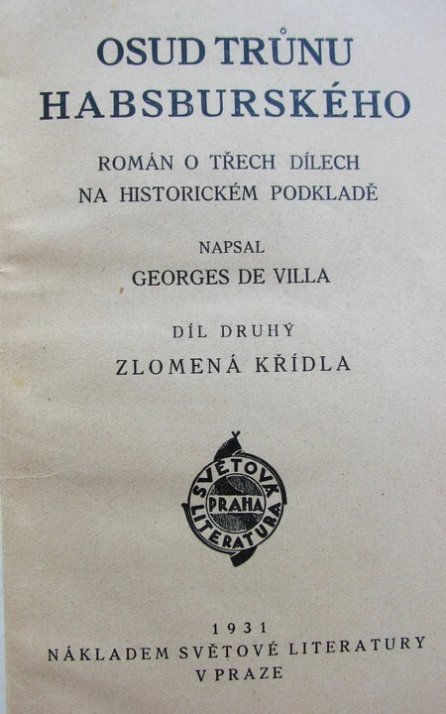 OSUD TRŮNU
HABSBURSKÉHO
ROMÁN O TŘECH DÍLECH
NA HISTORICKÉM PODKLADĚ
NAPSAL
GEORGES DE VILLA
DÍL DRUHÝ
ZLOMENÁ KŘÍDLA
SVĚTOVÁ
PRAHA
LITERATURA
1931
NÁKLADEM SVĚTOVÉ LITERATURY
V PRAZE